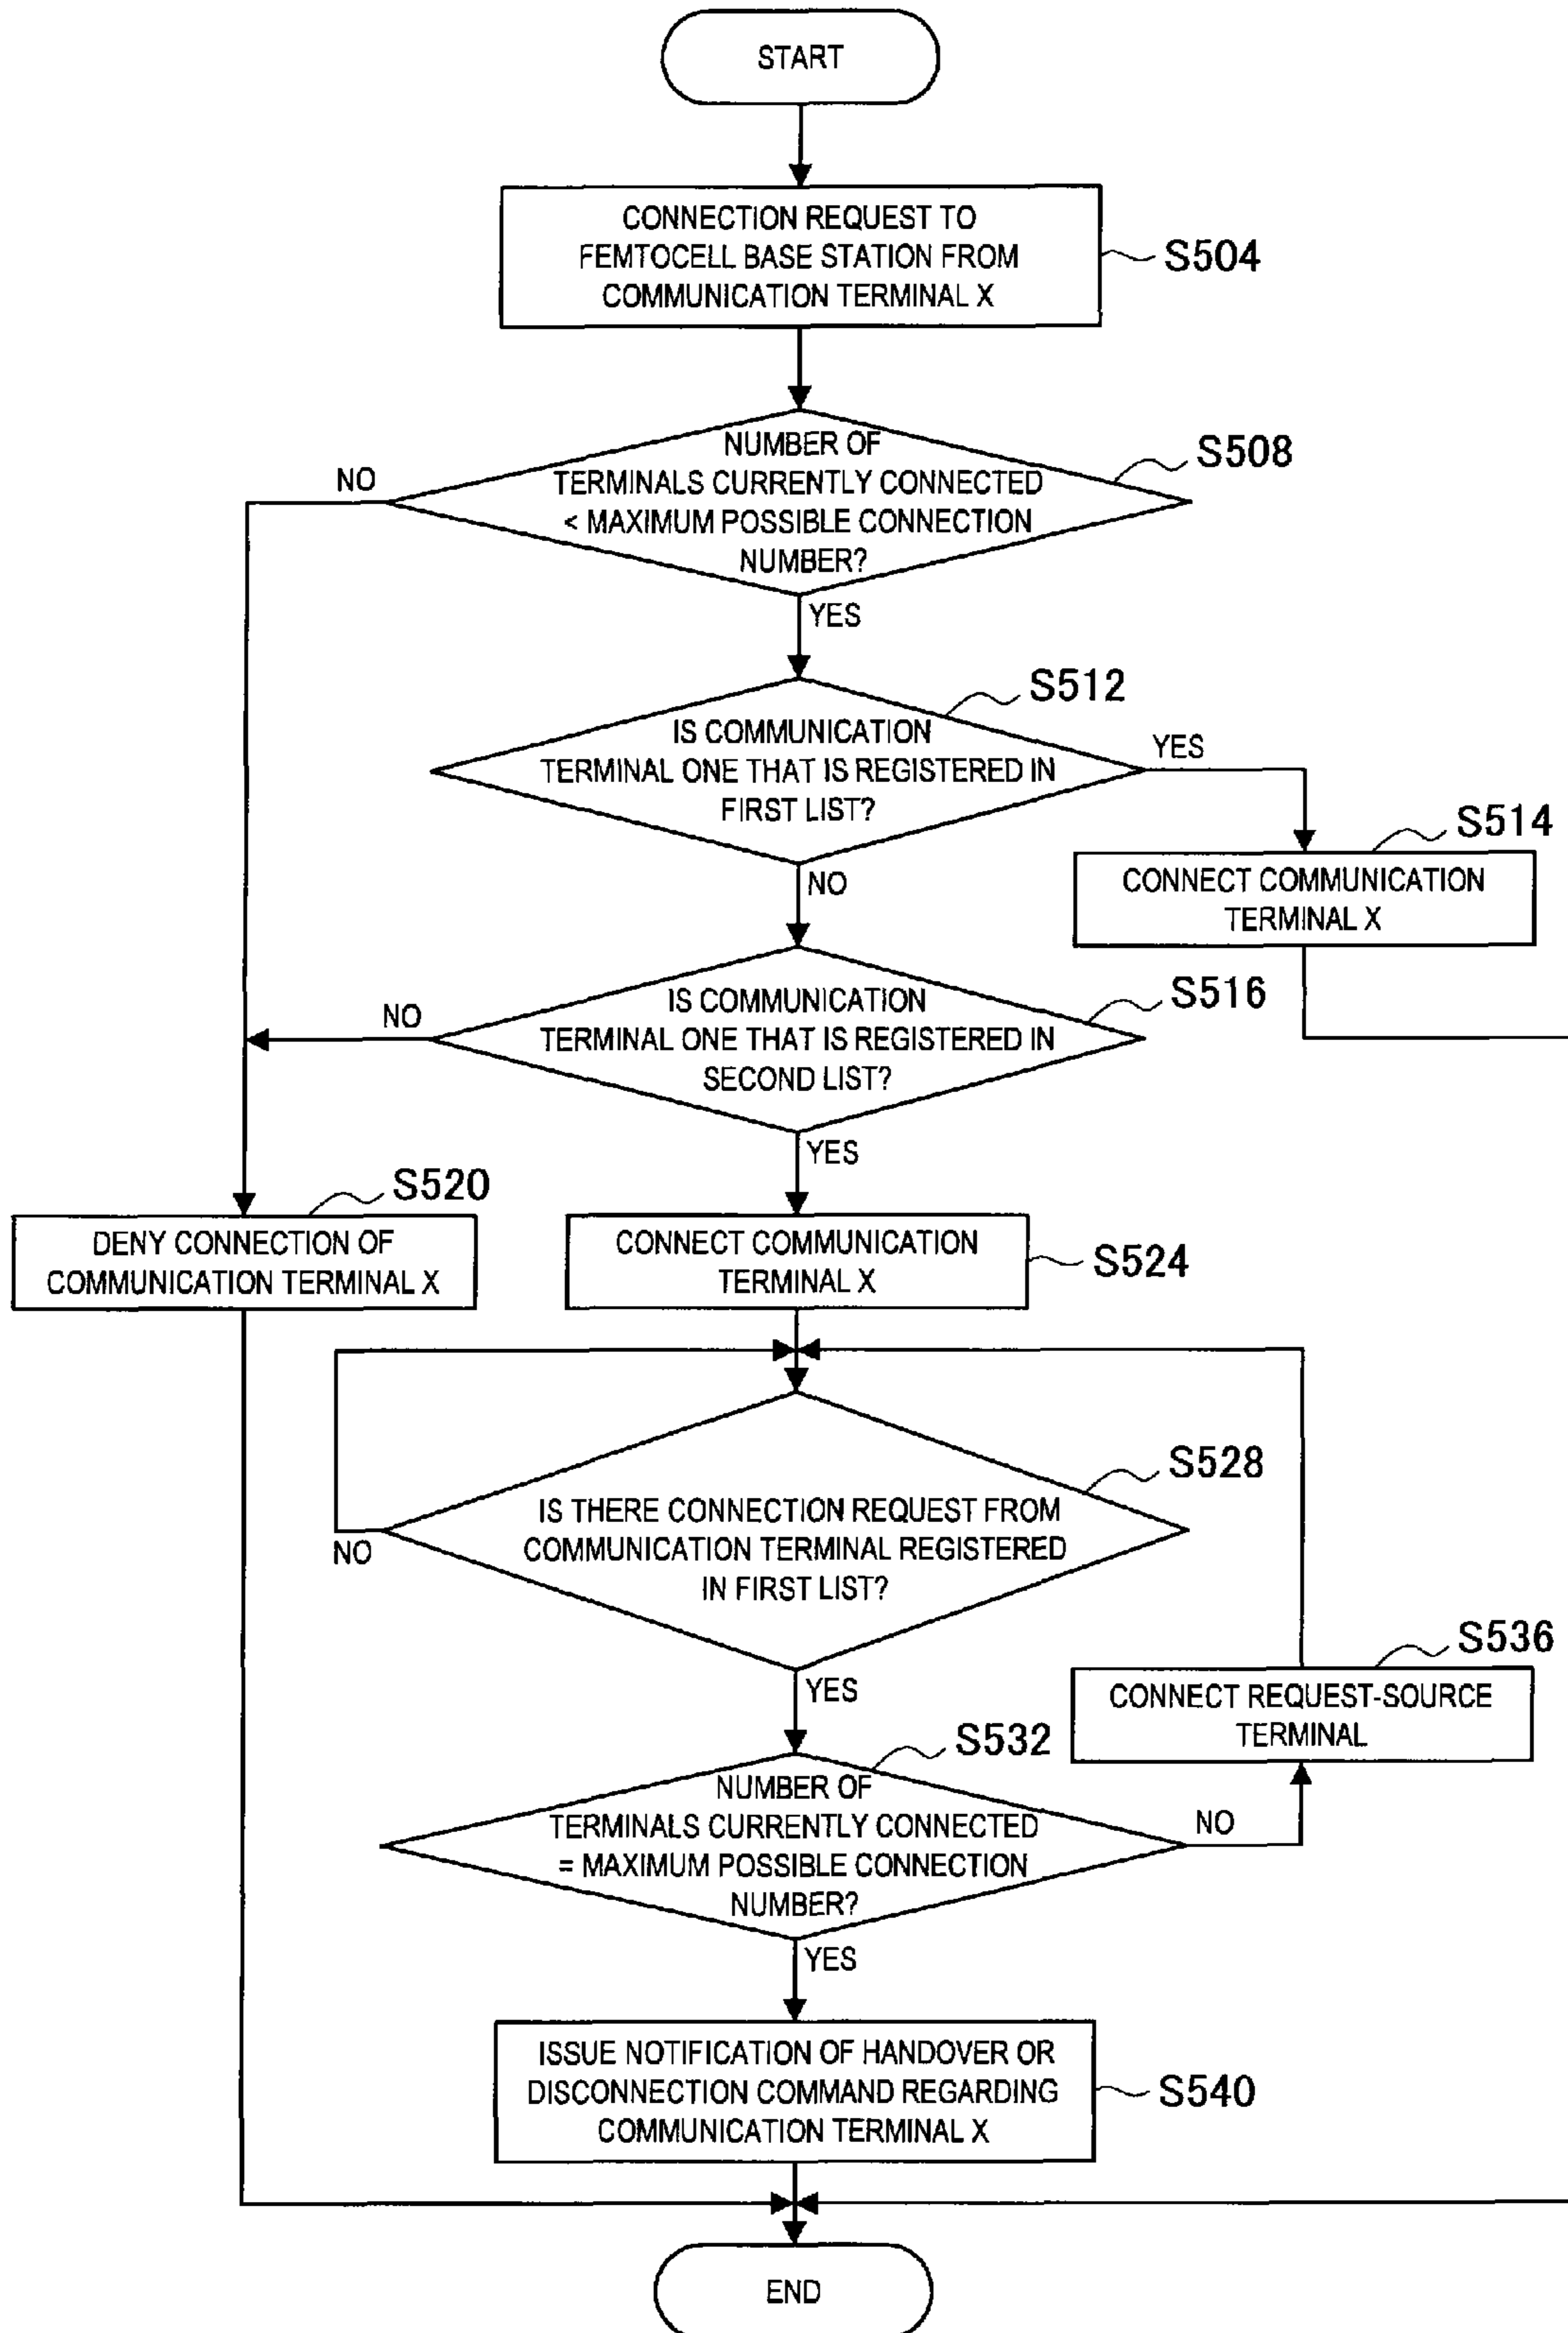 START
CONNECTION REQUEST TO
FEMTOCELL BASE STATION FROM
COMMUNICATION TERMINAL X
S504
NUMBER OF
TERMINALS CURRENTLY CONNECTED
< MAXIMUM POSSIBLE CONNECTION
NUMBER?
S508
NO
YES
IS COMMUNICATION
TERMINAL ONE THAT IS REGISTERED IN
FIRST LIST?
S512
YES
NO
CONNECT COMMUNICATION
TERMINAL X
S514
IS COMMUNICATION
TERMINAL ONE THAT IS REGISTERED IN
SECOND LIST?
S516
NO
YES
DENY CONNECTION OF
COMMUNICATION TERMINAL X
S520
CONNECT COMMUNICATION
TERMINAL X
S524
IS THERE CONNECTION REQUEST FROM
COMMUNICATION TERMINAL REGISTERED
IN FIRST LIST?
S528
NO
YES
CONNECT REQUEST-SOURCE
TERMINAL
S536
NUMBER OF
TERMINALS CURRENTLY CONNECTED
= MAXIMUM POSSIBLE CONNECTION
NUMBER?
S532
NO
YES
ISSUE NOTIFICATION OF HANDOVER OR
DISCONNECTION COMMAND REGARDING
COMMUNICATION TERMINAL X
S540
END